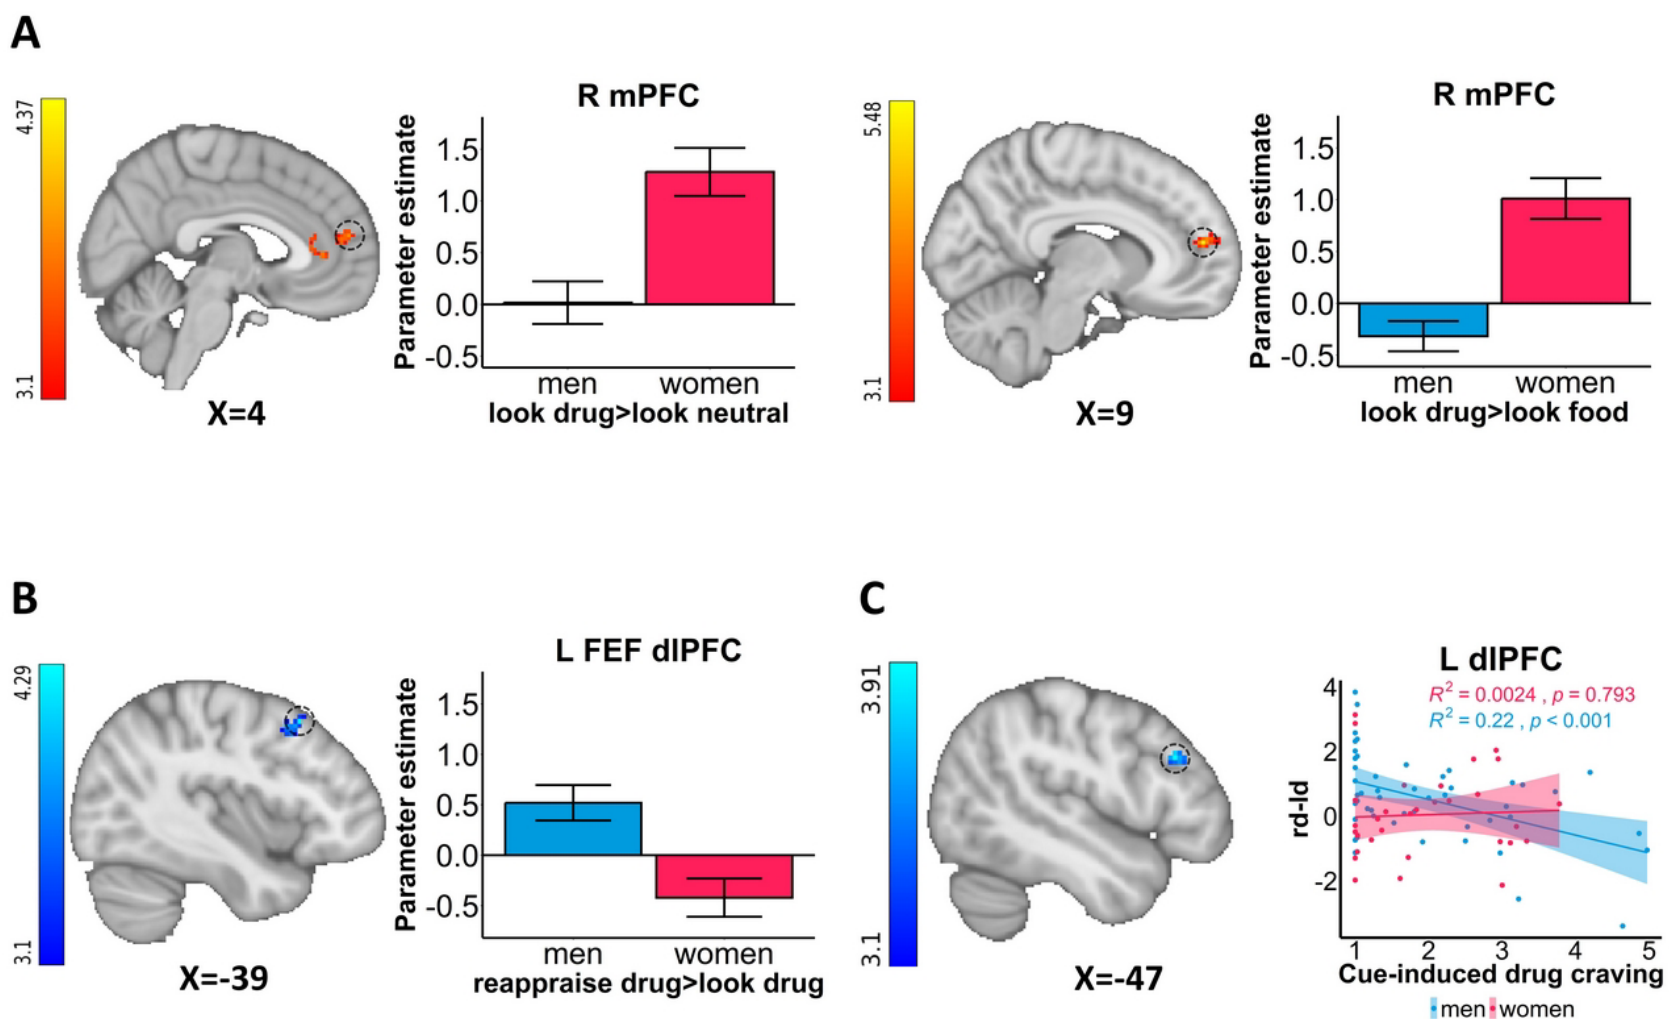 A
4.37
3.1
X=4
R mPFC
Parameter estimate
1.5
1.0
0.5
0.0
-0.5
men women
look drug>look neutral
5.48
3.1
X=9
R mPFC
Parameter estimate
1.5
1.0
0.5
0.0
-0.5
men women
look drug>look food
B
4.29
3.1
X=-39
L FEF dlPFC
Parameter estimate
1.5
1.0
0.5
0.0
-0.5
men women
reappraise drug>look drug
C
3.91
3.1
X=-47
L dlPFC
R² = 0.0024 , p = 0.793
R² = 0.22 , p < 0.001
rd-ld
4
2
0
-2
1 2 3 4 5
Cue-induced drug craving
men women